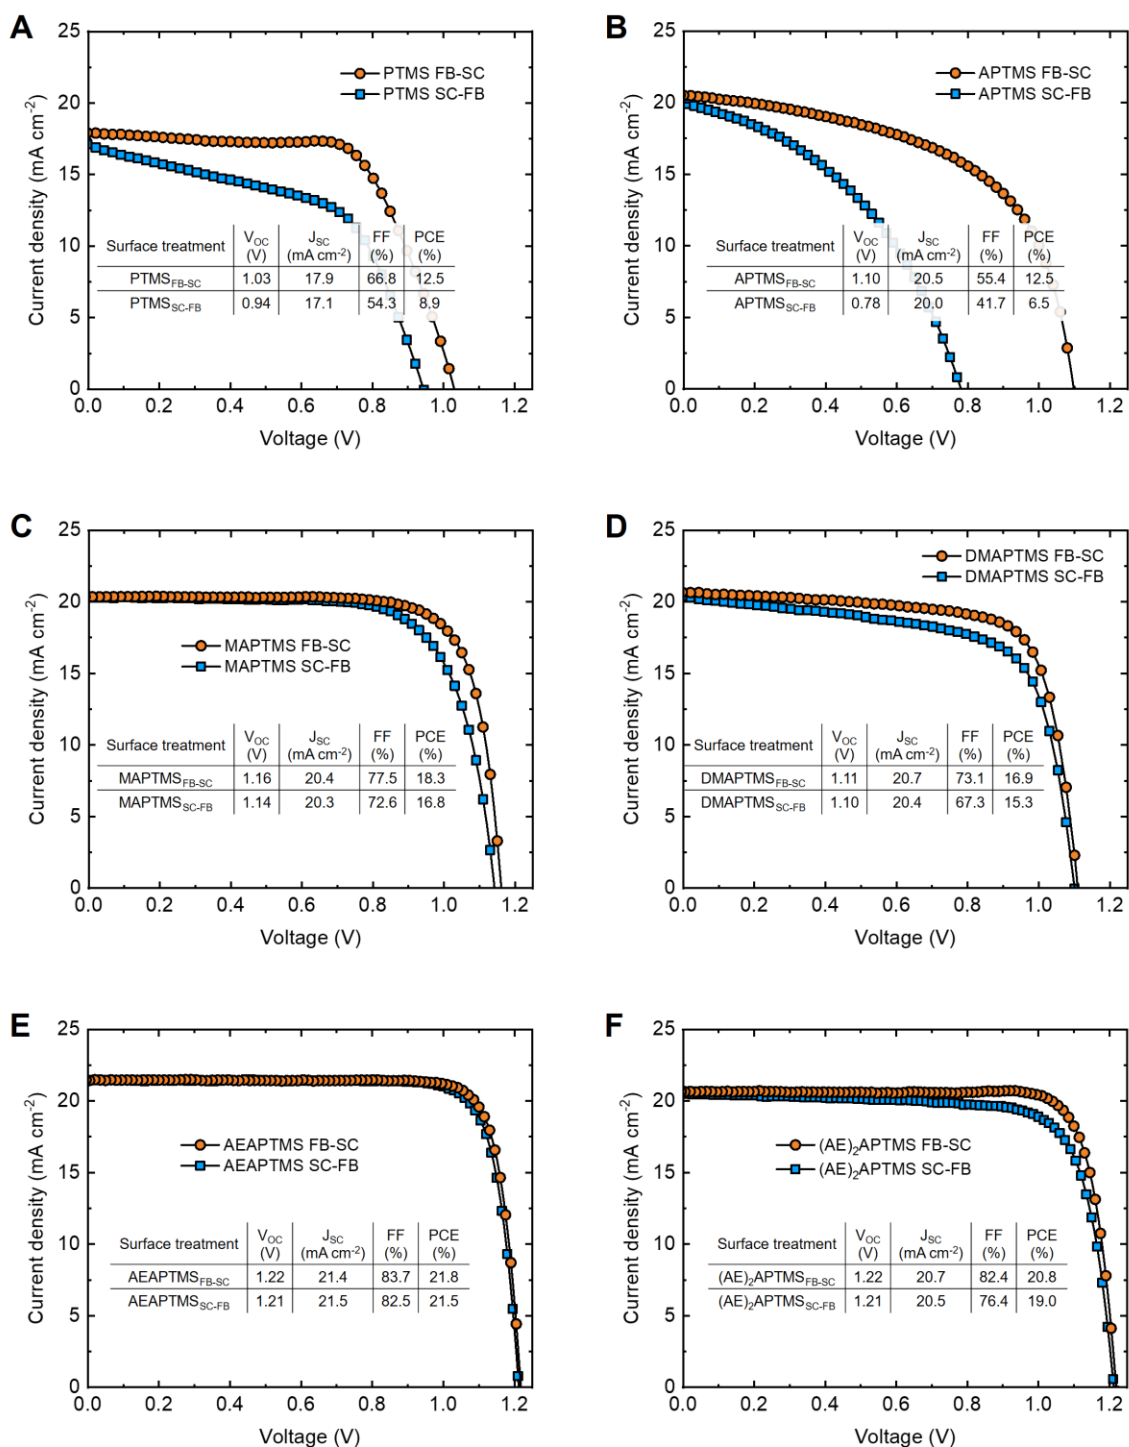 A
B
25
20
15
10
5
0
Current density (mA cm⁻²)
0.0 0.2 0.4 0.6 0.8 1.0 1.2
Voltage (V)
PTMS FB-SC
PTMS SC-FB
Surface treatment V_OC (V) J_SC (mA cm⁻²) FF (%) PCE (%)
PTMS_FB-SC 1.03 17.9 66.8 12.5
PTMS_SC-FB 0.94 17.1 54.3 8.9
25
20
15
10
5
0
Current density (mA cm⁻²)
0.0 0.2 0.4 0.6 0.8 1.0 1.2
Voltage (V)
APTMS FB-SC
APTMS SC-FB
Surface treatment V_OC (V) J_SC (mA cm⁻²) FF (%) PCE (%)
APTMS_FB-SC 1.10 20.5 55.4 12.5
APTMS_SC-FB 0.78 20.0 41.7 6.5
C
D
25
20
15
10
5
0
Current density (mA cm⁻²)
0.0 0.2 0.4 0.6 0.8 1.0 1.2
Voltage (V)
MAPTMS FB-SC
MAPTMS SC-FB
Surface treatment V_OC (V) J_SC (mA cm⁻²) FF (%) PCE (%)
MAPTMS_FB-SC 1.16 20.4 77.5 18.3
MAPTMS_SC-FB 1.14 20.3 72.6 16.8
25
20
15
10
5
0
Current density (mA cm⁻²)
0.0 0.2 0.4 0.6 0.8 1.0 1.2
Voltage (V)
DMAPTMS FB-SC
DMAPTMS SC-FB
Surface treatment V_OC (V) J_SC (mA cm⁻²) FF (%) PCE (%)
DMAPTMS_FB-SC 1.11 20.7 73.1 16.9
DMAPTMS_SC-FB 1.10 20.4 67.3 15.3
E
F
25
20
15
10
5
0
Current density (mA cm⁻²)
0.0 0.2 0.4 0.6 0.8 1.0 1.2
Voltage (V)
AEAPTMS FB-SC
AEAPTMS SC-FB
Surface treatment V_OC (V) J_SC (mA cm⁻²) FF (%) PCE (%)
AEAPTMS_FB-SC 1.22 21.4 83.7 21.8
AEAPTMS_SC-FB 1.21 21.5 82.5 21.5
25
20
15
10
5
0
Current density (mA cm⁻²)
0.0 0.2 0.4 0.6 0.8 1.0 1.2
Voltage (V)
(AE)₂APTMS FB-SC
(AE)₂APTMS SC-FB
Surface treatment V_OC (V) J_SC (mA cm⁻²) FF (%) PCE (%)
(AE)₂APTMS_FB-SC 1.22 20.7 82.4 20.8
(AE)₂APTMS_SC-FB 1.21 20.5 76.4 19.0